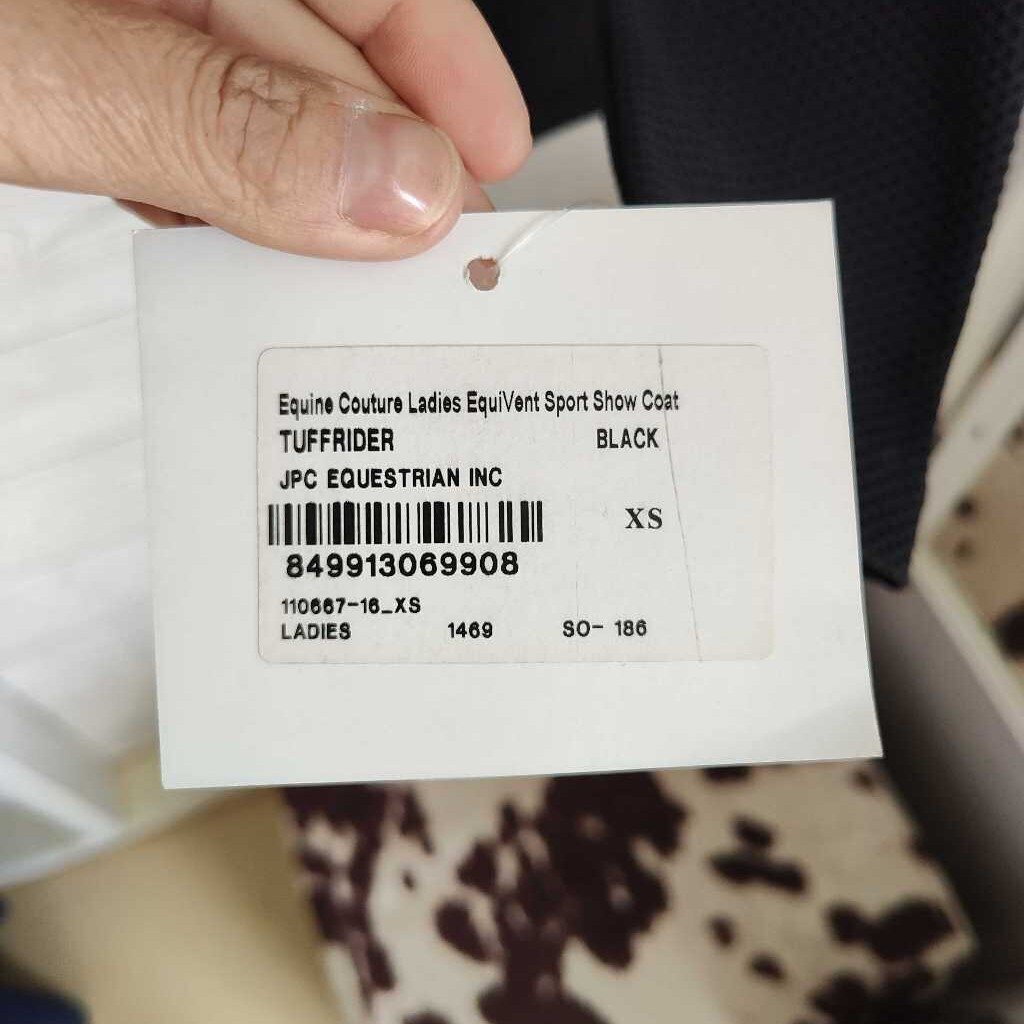 Equine Couture Ladies EquiVent Sport Show Coat
TUFFRIDER BLACK
JPC EQUESTRIAN INC
XS
849913069908
110667-16_XS
LADIES 1469 SO- 186